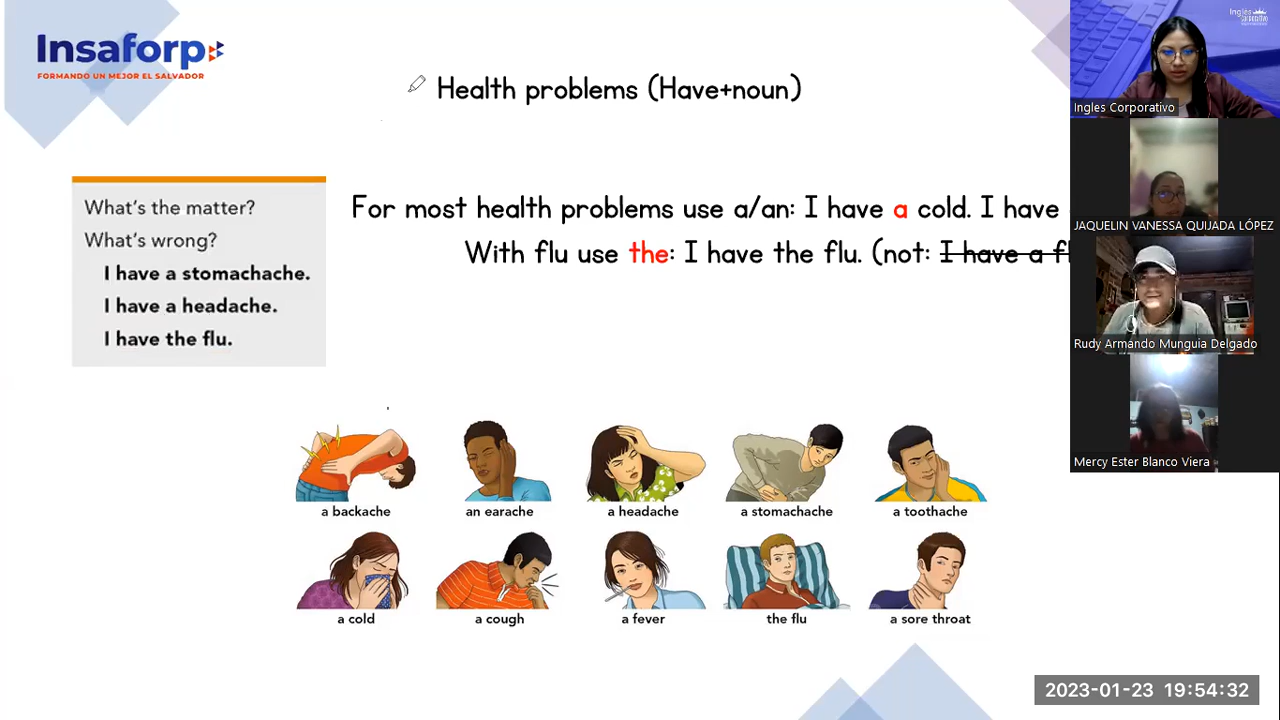 Insaforp
FORMANDO UN MEJOR EL SALVADOR
Health problems (Have+noun)
What's the matter?
What's wrong?
I have a stomachache.
I have a headache.
I have the flu.
For most health problems use a/an: I have a cold. I have
With flu use the: I have the flu. (not: I have a fl
a backache
an earache
a headache
a stomachache
a toothache
a cold
a cough
a fever
the flu
a sore throat
Ingles Corporativo
JAQUELIN VANESSA QUIJADA LÓPEZ
Rudy Armando Munguia Delgado
Mercy Ester Blanco Viera
2023-01-23 19:54:32